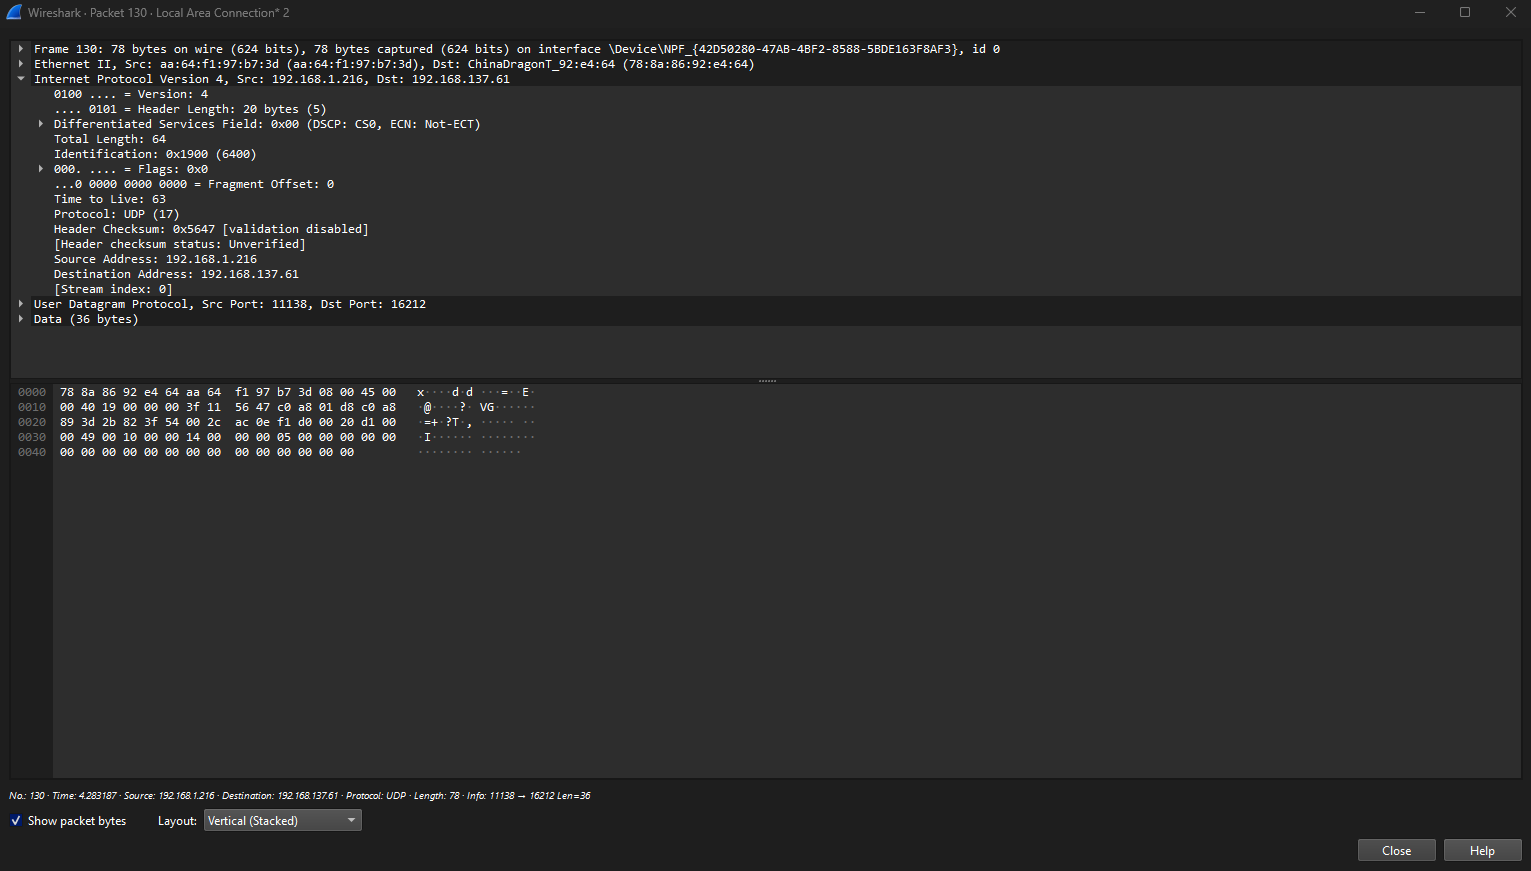 Wireshark · Packet 130 · Local Area Connection* 2
Frame 130: 78 bytes on wire (624 bits), 78 bytes captured (624 bits) on interface \Device\NPF_{42D50280-47AB-4BF2-8588-5BDE163F8AF3}, id 0
Ethernet II, Src: aa:64:f1:97:b7:3d (aa:64:f1:97:b7:3d), Dst: ChinaDragonT_92:e4:64 (78:8a:86:92:e4:64)
Internet Protocol Version 4, Src: 192.168.1.216, Dst: 192.168.137.61
0100 .... = Version: 4
.... 0101 = Header Length: 20 bytes (5)
Differentiated Services Field: 0x00 (DSCP: CS0, ECN: Not-ECT)
Total Length: 64
Identification: 0x1900 (6400)
000. .... = Flags: 0x0
...0 0000 0000 0000 = Fragment Offset: 0
Time to Live: 63
Protocol: UDP (17)
Header Checksum: 0x5647 [validation disabled]
[Header checksum status: Unverified]
Source Address: 192.168.1.216
Destination Address: 192.168.137.61
[Stream index: 0]
User Datagram Protocol, Src Port: 11138, Dst Port: 16212
Data (36 bytes)
0000 78 8a 86 92 e4 64 aa 64 f1 97 b7 3d 08 00 45 00 x····d·d ···=··E·
0010 00 40 19 00 00 00 3f 11 56 47 c0 a8 01 d8 c0 a8 ·@····?· VG······
0020 89 3d 2b 82 3f 54 00 2c ac 0e f1 d0 00 20 d1 00 ·=+·?T·, ····· ··
0030 00 49 00 10 00 00 14 00 00 00 05 00 00 00 00 00 ·I······ ········
0040 00 00 00 00 00 00 00 00 00 00 00 00 00 00 ········ ······
No.: 130 · Time: 4.283187 · Source: 192.168.1.216 · Destination: 192.168.137.61 · Protocol: UDP · Length: 78 · Info: 11138 → 16212 Len=36
Show packet bytes Layout: Vertical (Stacked)
Close Help